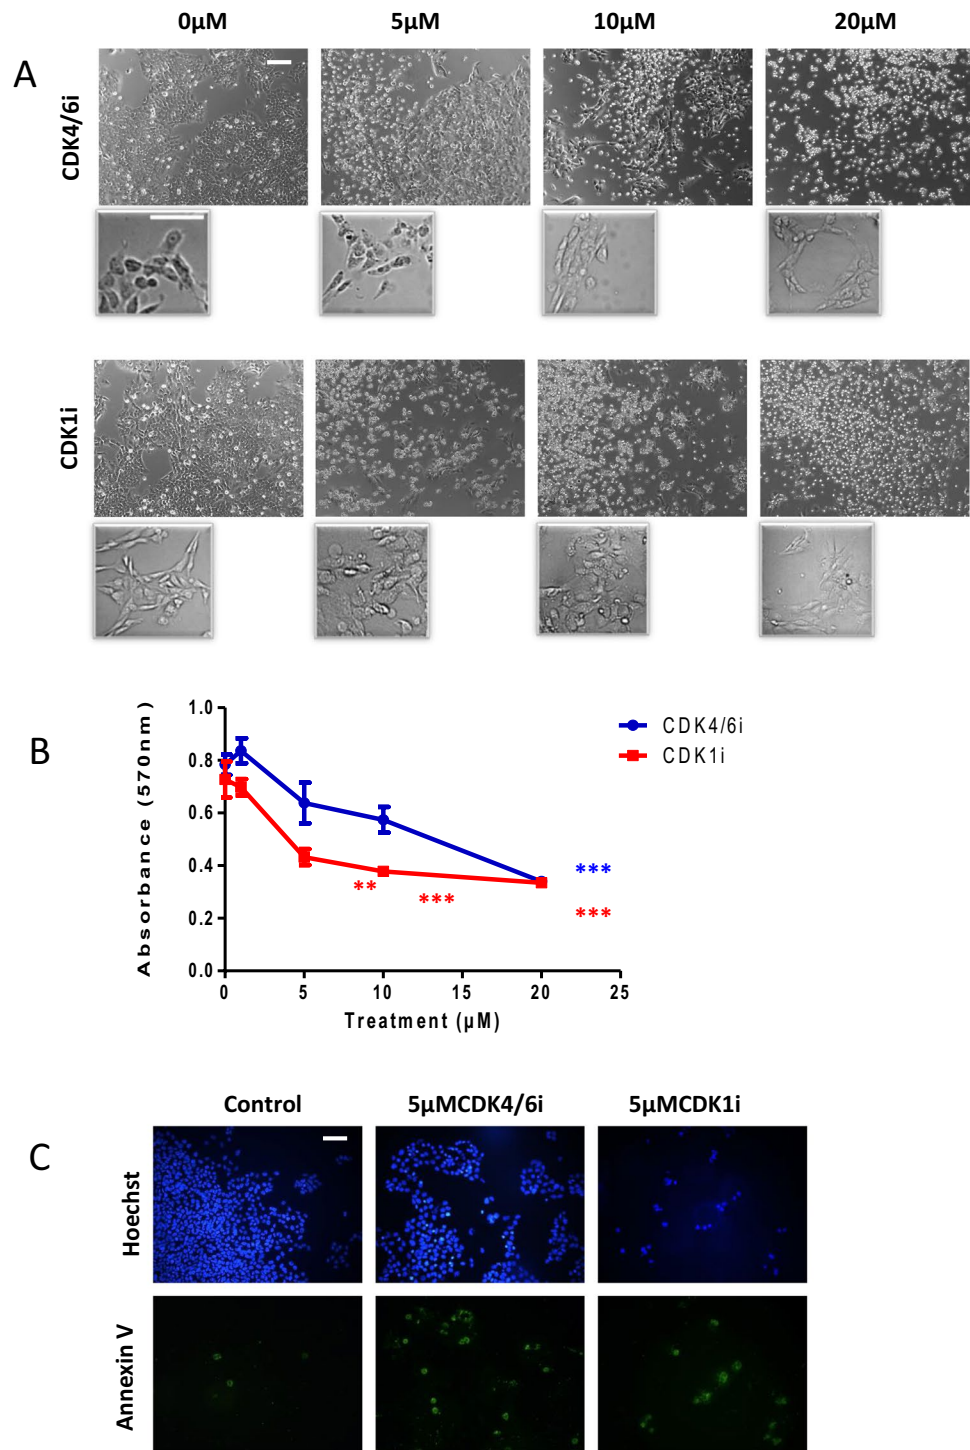 0µM 5µM 10µM 20µM
A
CDK4/6i
CDK1i
B
Absorbance (570nm)
1.0
0.8
0.6
0.4
0.2
0.0
CDK4/6i
CDK1i
***
** ***
***
0 5 10 15 20 25
Treatment (µM)
Control 5µMCDK4/6i 5µMCDK1i
C
Hoechst
Annexin V